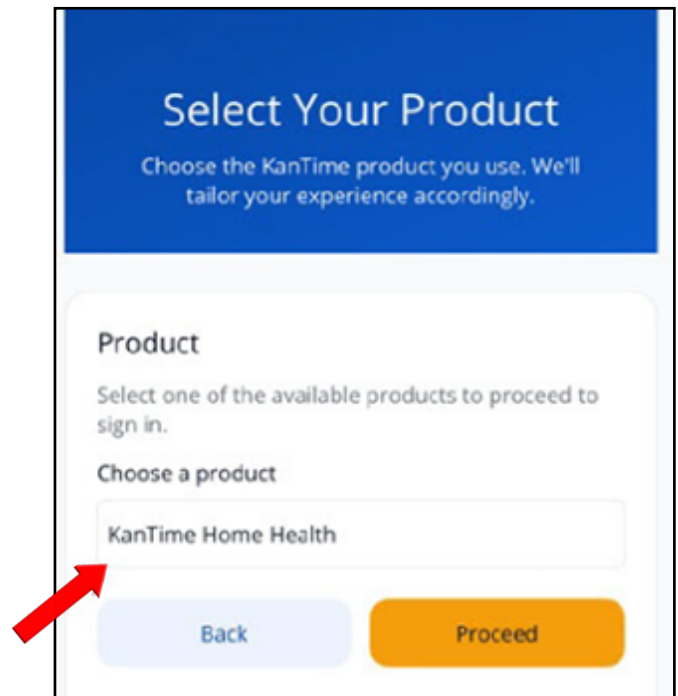 Select Your Product
Choose the KanTime product you use. We'll
tailor your experience accordingly.
Product
Select one of the available products to proceed to
sign in.
Choose a product
KanTime Home Health
Back
Proceed